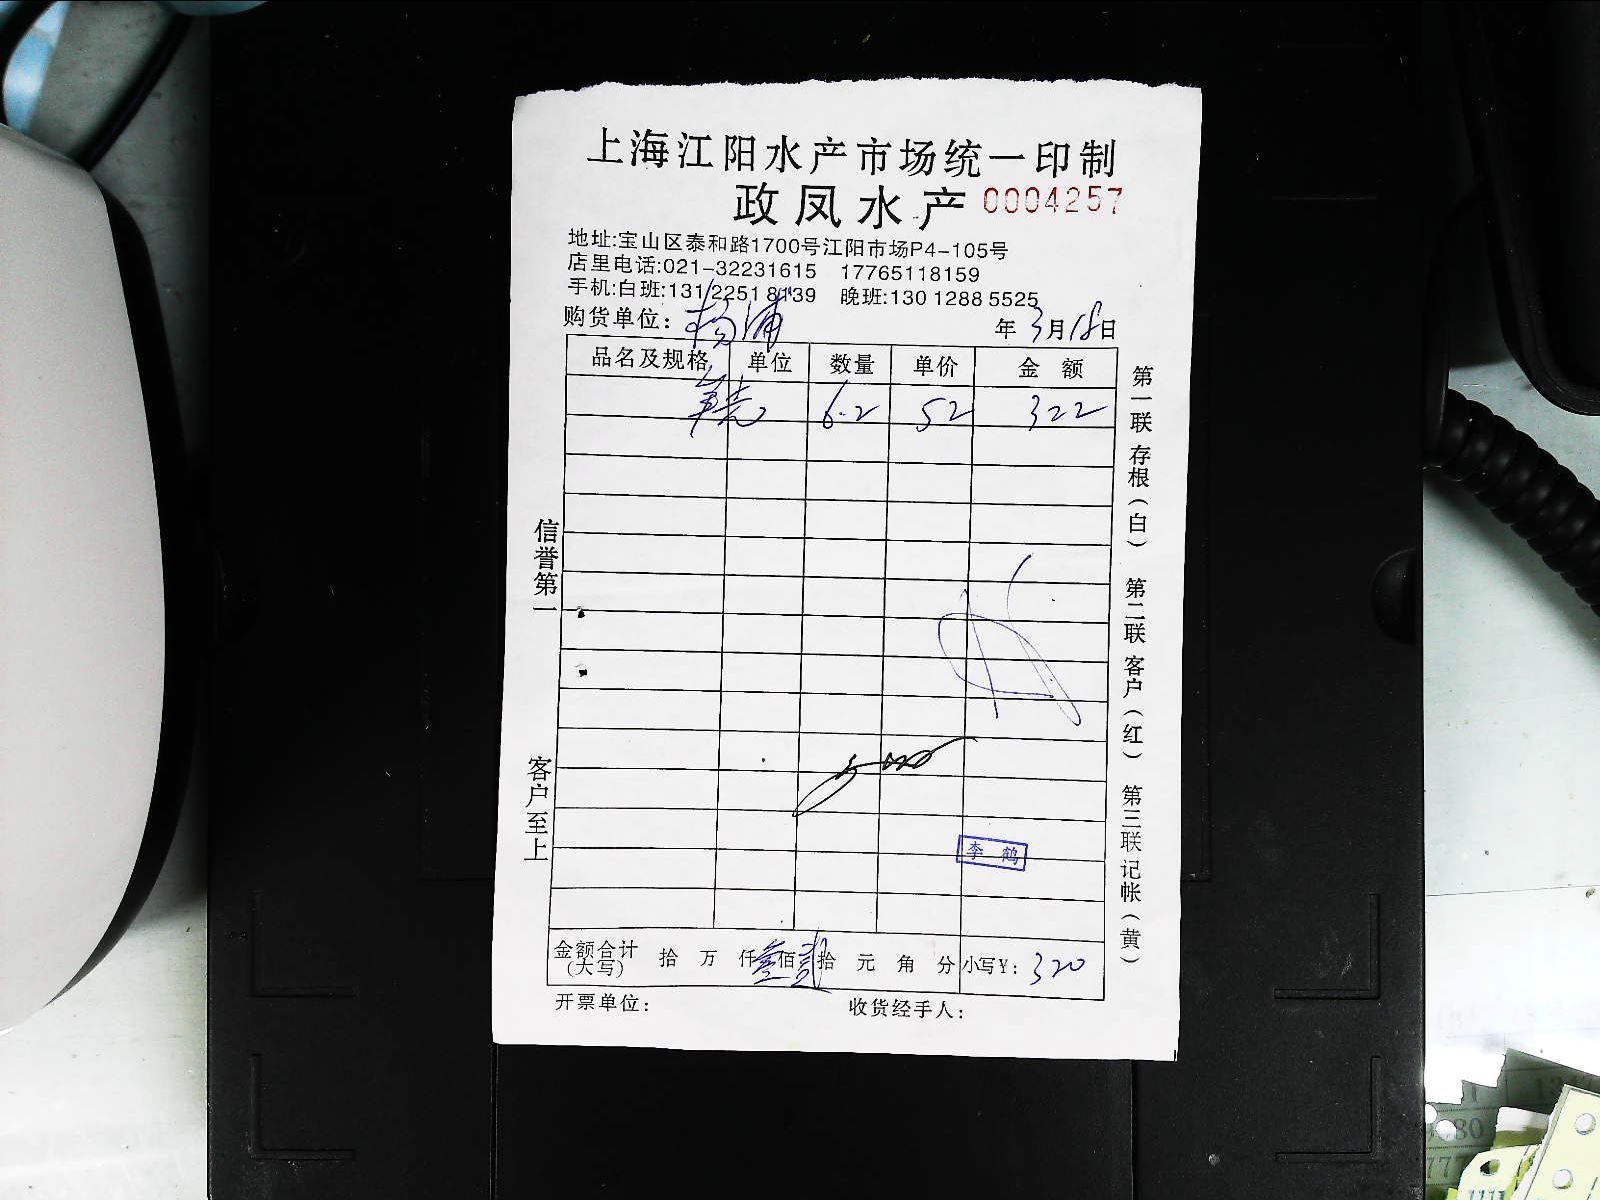 上海江阳水产市场统一印制
政凤水产 0004257
地址:宝山区泰和路1700号江阳市场P4-105号
店里电话:021-32231615 17765118159
手机:白班:131 2251 8139 晚班:130 1288 5525
购货单位:杨浦 年3月18日
品名及规格 单位 数量 单价 金额
6.2 52 322
信誉第一
客户至上
第一联存根(白) 第二联客户(红) 第三联记帐(黄)
李鹤
金额合计(大写) 拾万仟叁佰贰拾元角分 小写¥:320
开票单位: 收货经手人: